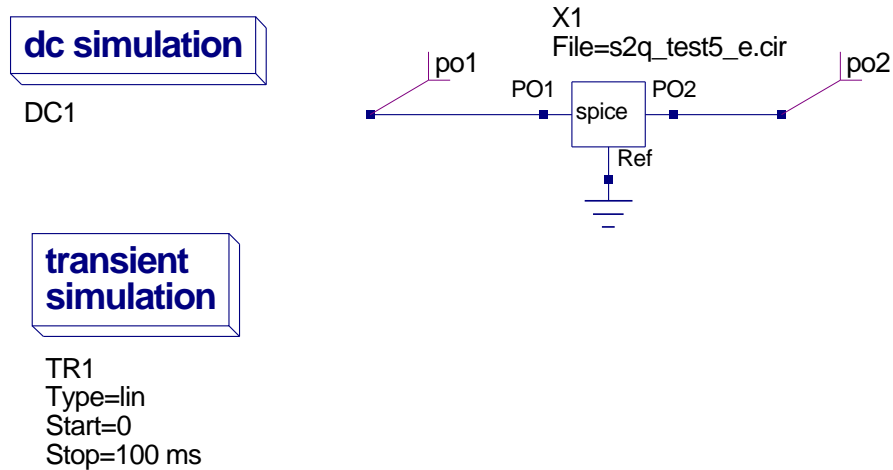 dc simulation
DC1
X1
File=s2q_test5_e.cir
po1
po2
PO1
PO2
spice
Ref
transient
simulation
TR1
Type=lin
Start=0
Stop=100 ms